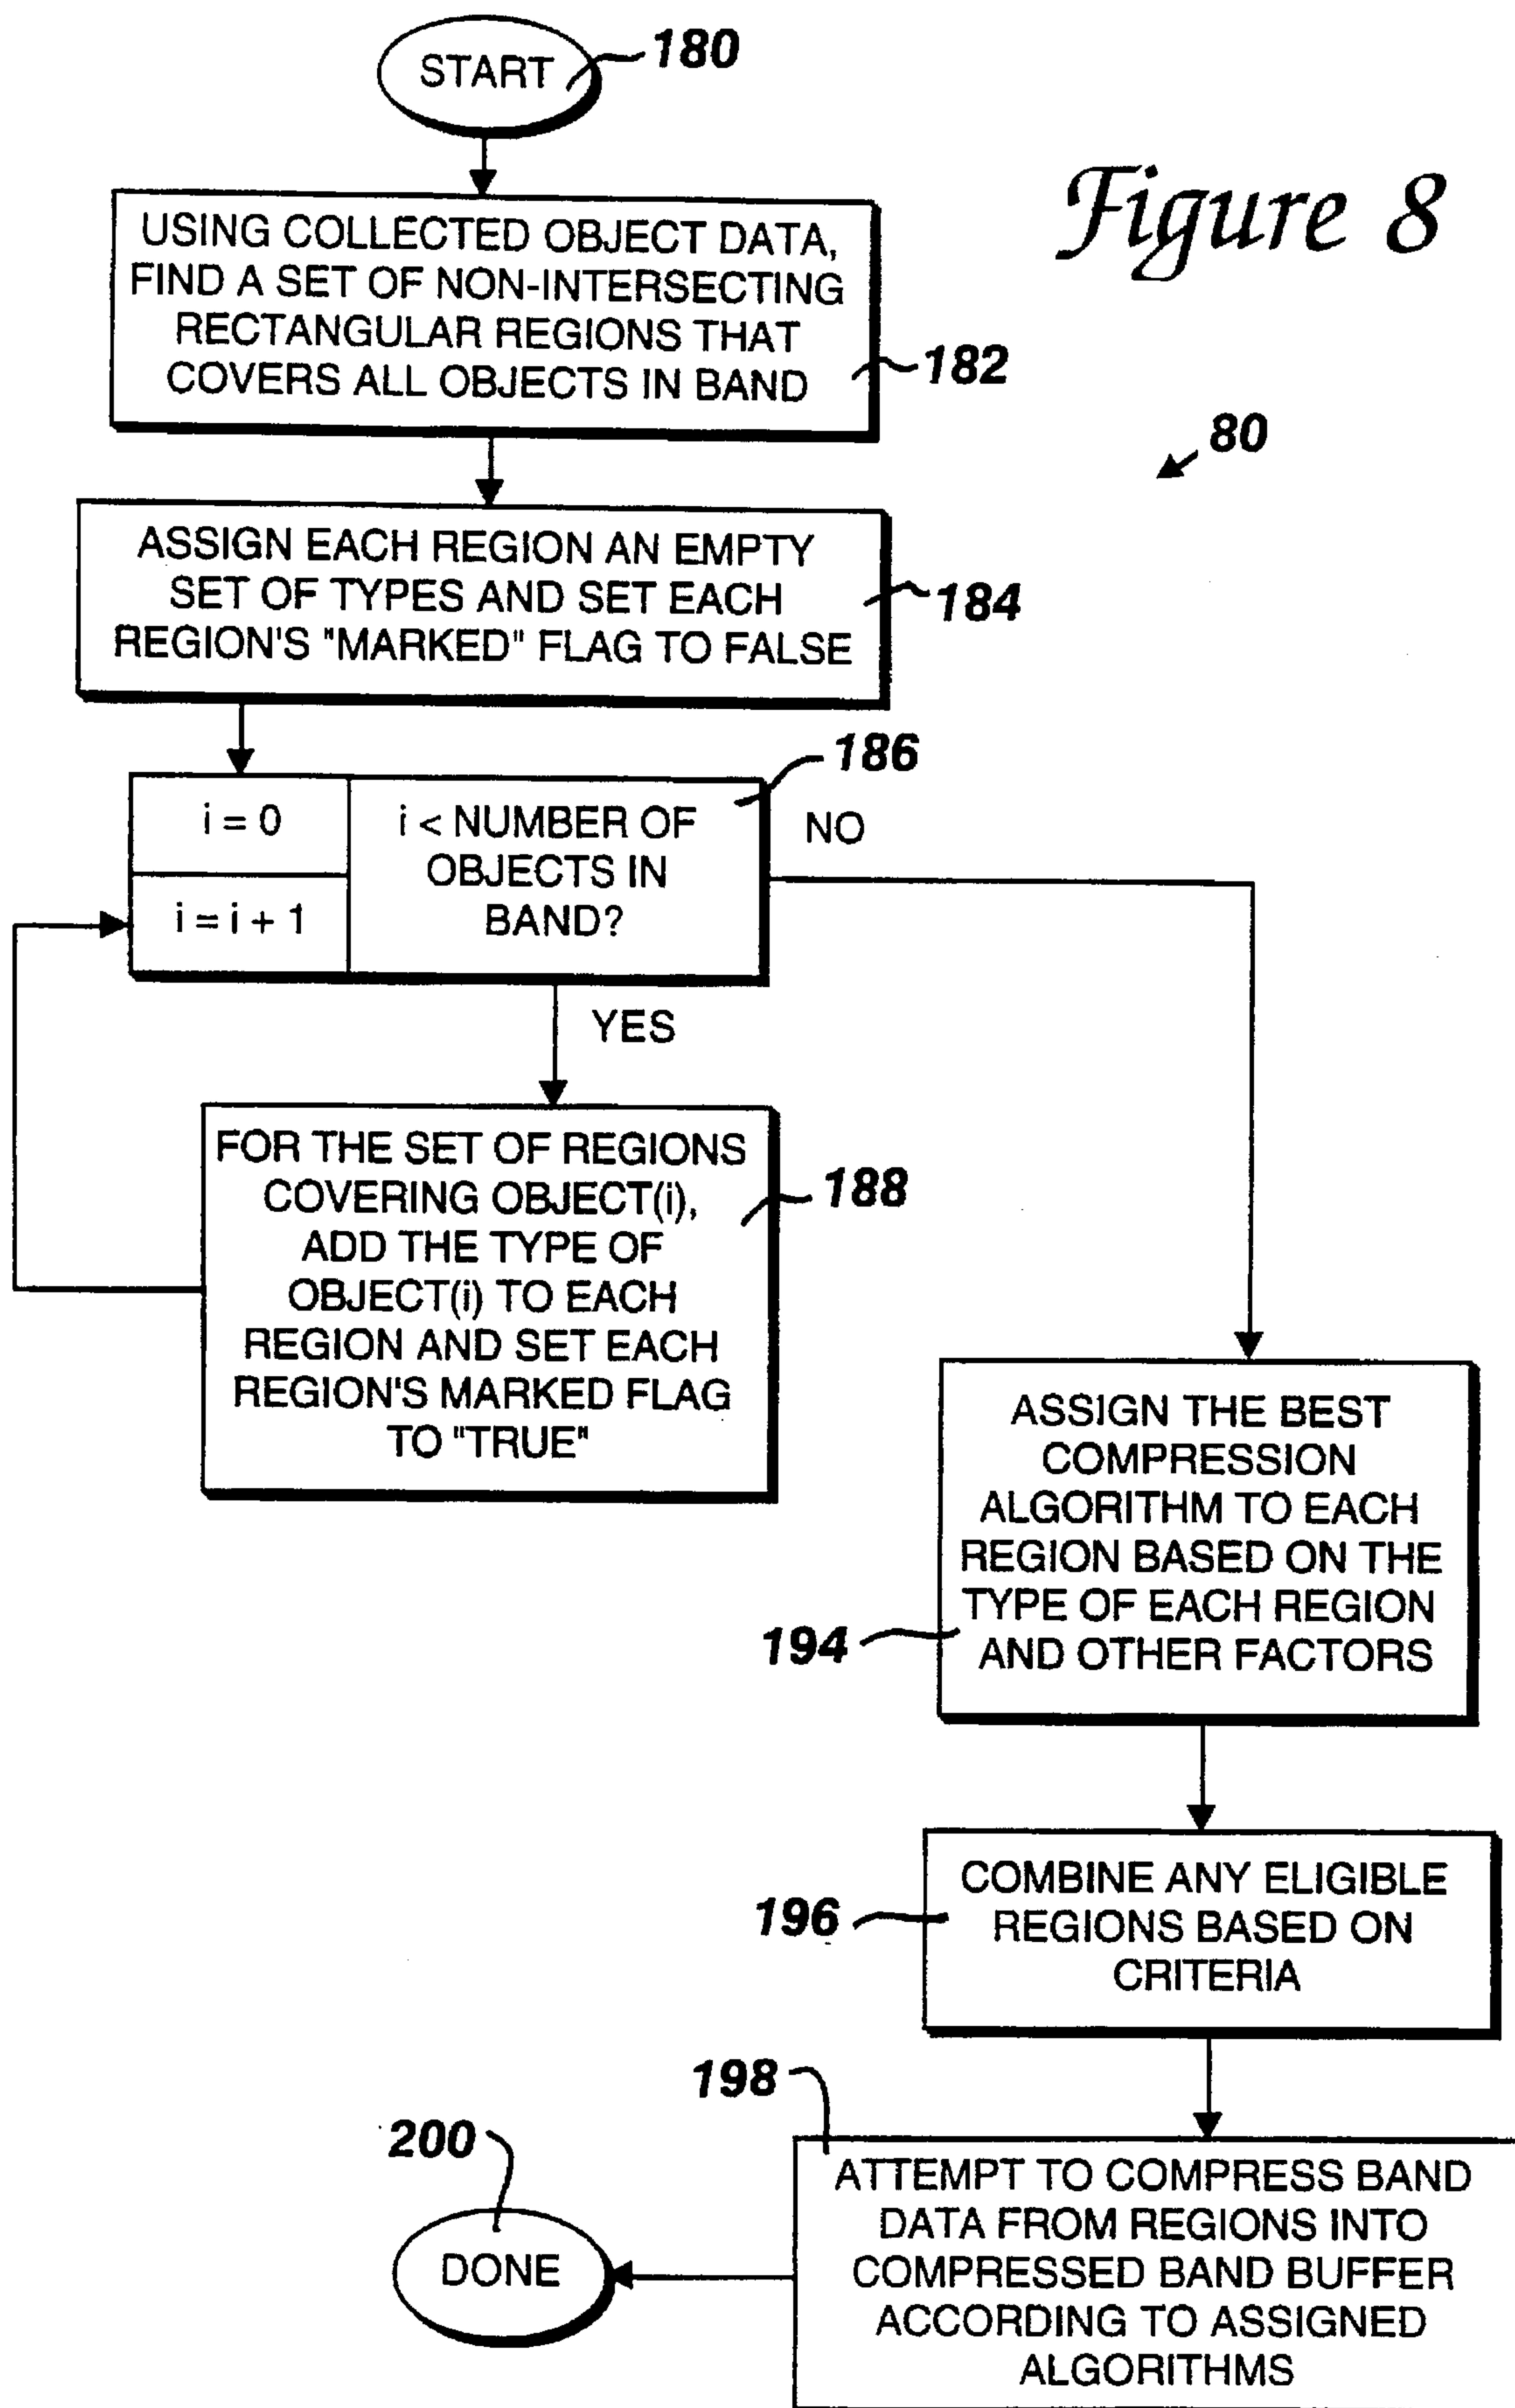 START
180
Figure 8
USING COLLECTED OBJECT DATA,
FIND A SET OF NON-INTERSECTING
RECTANGULAR REGIONS THAT
COVERS ALL OBJECTS IN BAND
182
80
ASSIGN EACH REGION AN EMPTY
SET OF TYPES AND SET EACH
REGION'S "MARKED" FLAG TO FALSE
184
186
i = 0
i = i + 1
i < NUMBER OF
OBJECTS IN
BAND?
NO
YES
FOR THE SET OF REGIONS
COVERING OBJECT(i),
ADD THE TYPE OF
OBJECT(i) TO EACH
REGION AND SET EACH
REGION'S MARKED FLAG
TO "TRUE"
188
ASSIGN THE BEST
COMPRESSION
ALGORITHM TO EACH
REGION BASED ON THE
TYPE OF EACH REGION
AND OTHER FACTORS
194
COMBINE ANY ELIGIBLE
REGIONS BASED ON
CRITERIA
196
198
ATTEMPT TO COMPRESS BAND
DATA FROM REGIONS INTO
COMPRESSED BAND BUFFER
ACCORDING TO ASSIGNED
ALGORITHMS
200
DONE